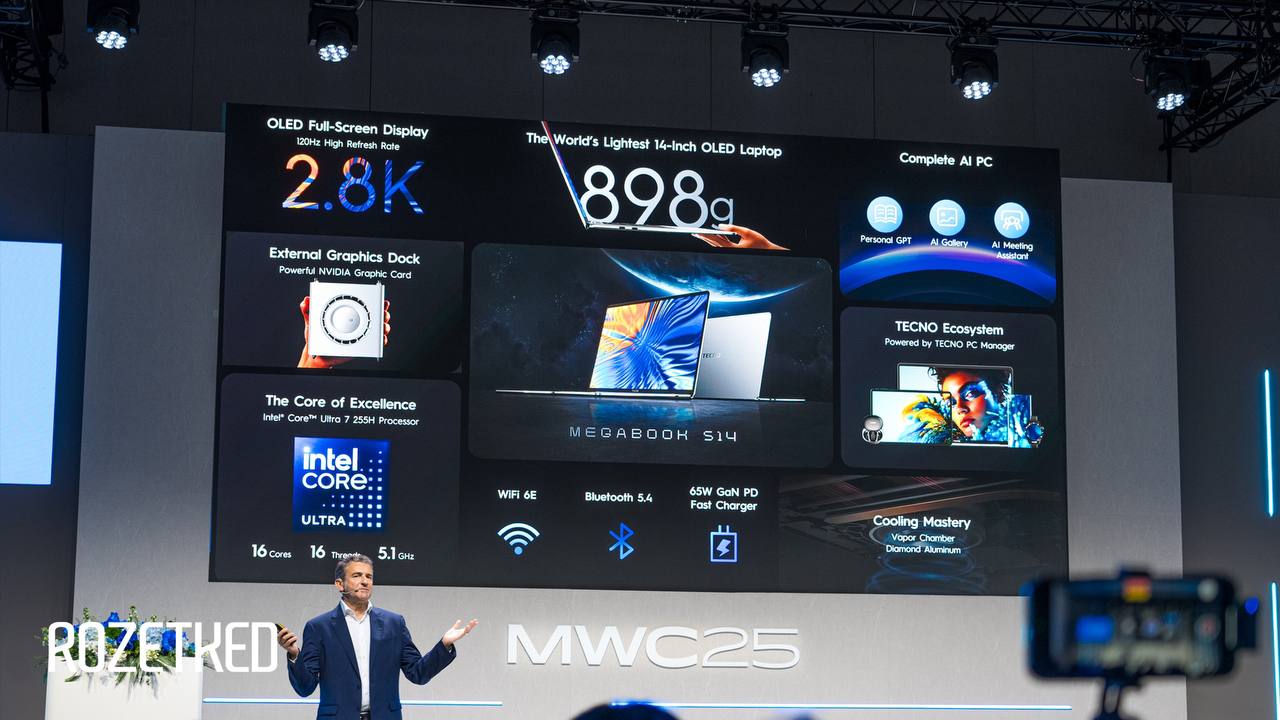 OLED Full-Screen Display
120Hz High Refresh Rate
2.8K
The World's Lightest 14-Inch OLED Laptop
898g
Complete AI PC
Personal GPT
AI Gallery
AI Meeting
Assistant
External Graphics Dock
Powerful NVIDIA Graphic Card
TECNO
MEGABOOK S14
TECNO Ecosystem
Powered by TECNO PC Manager
The Core of Excellence
Intel® Core™ Ultra 7 255H Processor
intel
CORE
ULTRA
16 Cores
16 Threads
5.1 GHz
WiFi 6E
Bluetooth 5.4
65W GaN PD
Fast Charger
Cooling Mastery
Vapor Chamber
Diamond Aluminum
ROZETKED
MWC25